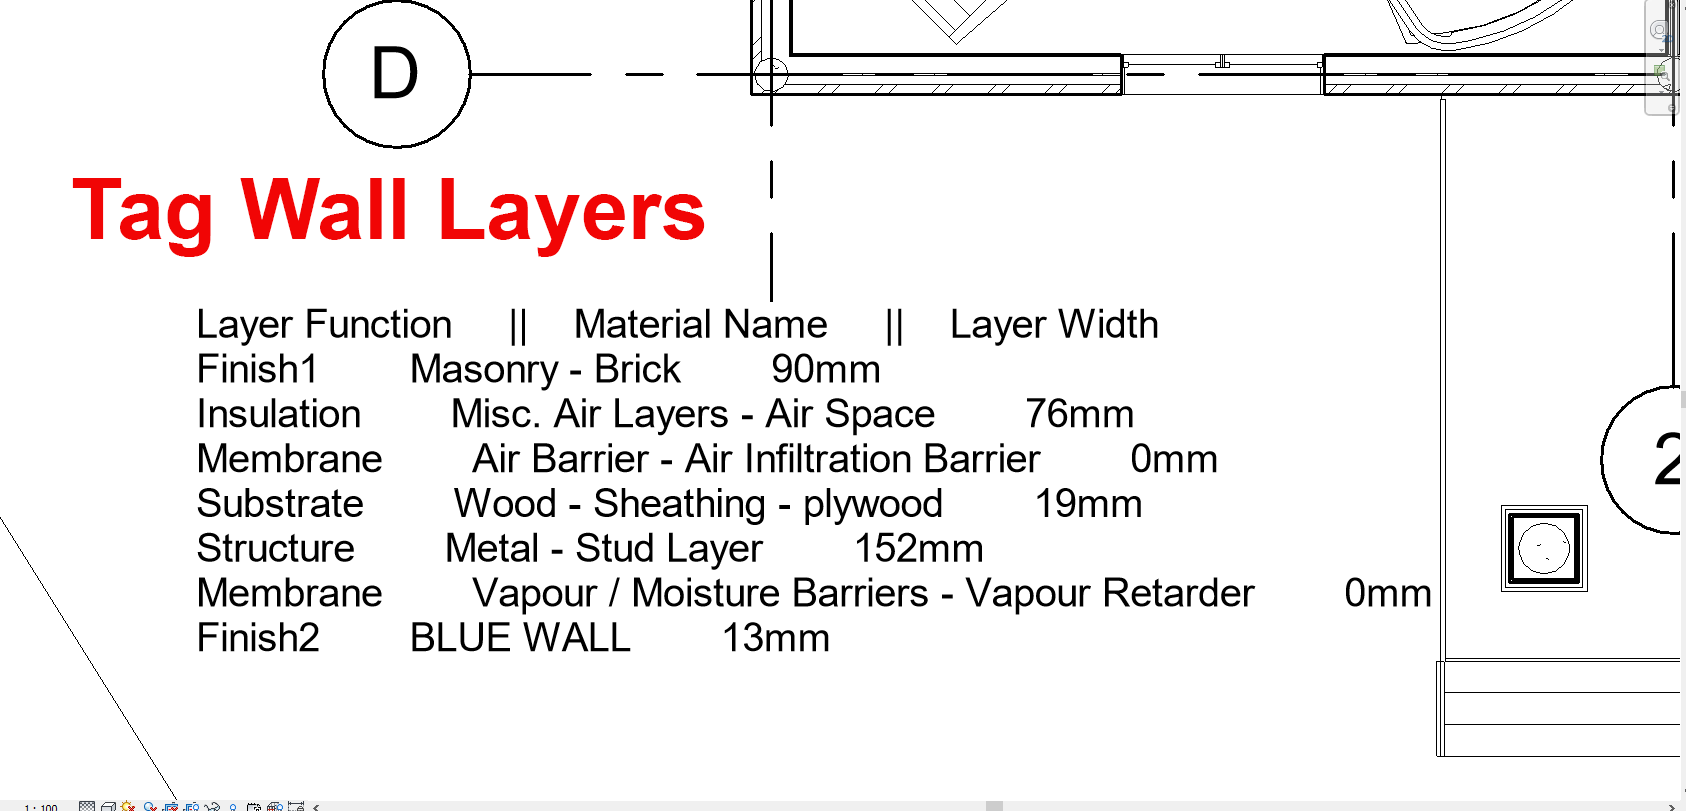 D
Tag Wall Layers
Layer Function || Material Name || Layer Width
Finish1 Masonry - Brick 90mm
Insulation Misc. Air Layers - Air Space 76mm
Membrane Air Barrier - Air Infiltration Barrier 0mm
2
Substrate Wood - Sheathing - plywood 19mm
Structure Metal - Stud Layer 152mm
Membrane Vapour / Moisture Barriers - Vapour Retarder 0mm
Finish2 BLUE WALL 13mm
1 : 100